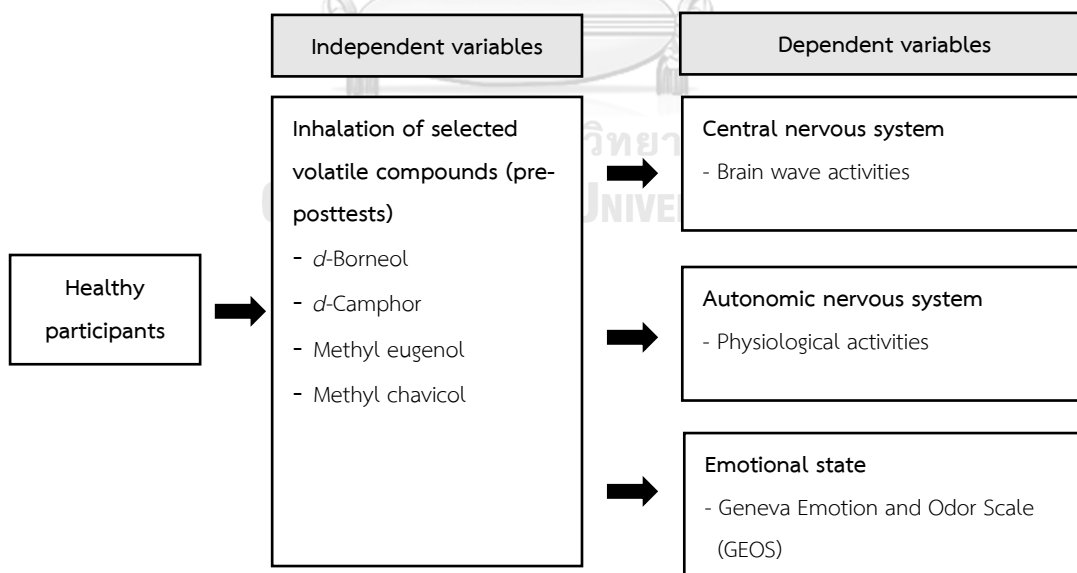 Independent variables
Dependent variables
Healthy
participants
Inhalation of selected
volatile compounds (pre-
posttests)
- d-Borneol
- d-Camphor
- Methyl eugenol
- Methyl chavicol
Central nervous system
- Brain wave activities
Autonomic nervous system
- Physiological activities
Emotional state
- Geneva Emotion and Odor Scale
(GEOS)